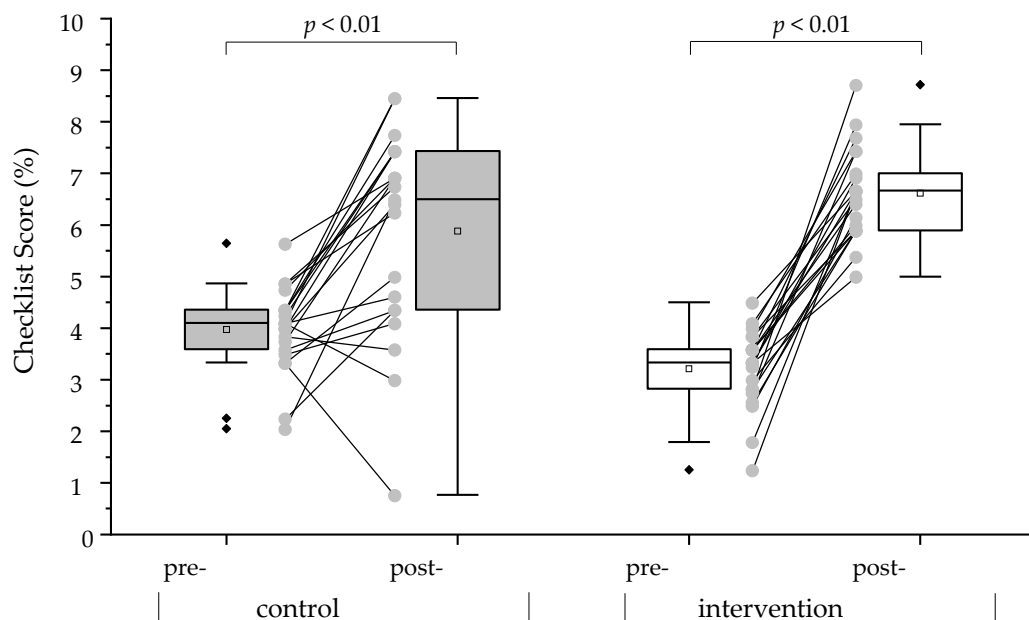 p < 0.01 p < 0.01
10
9
8
7
6
5
4
3
2
1
0
Checklist Score (%)
pre- post- pre- post-
control intervention